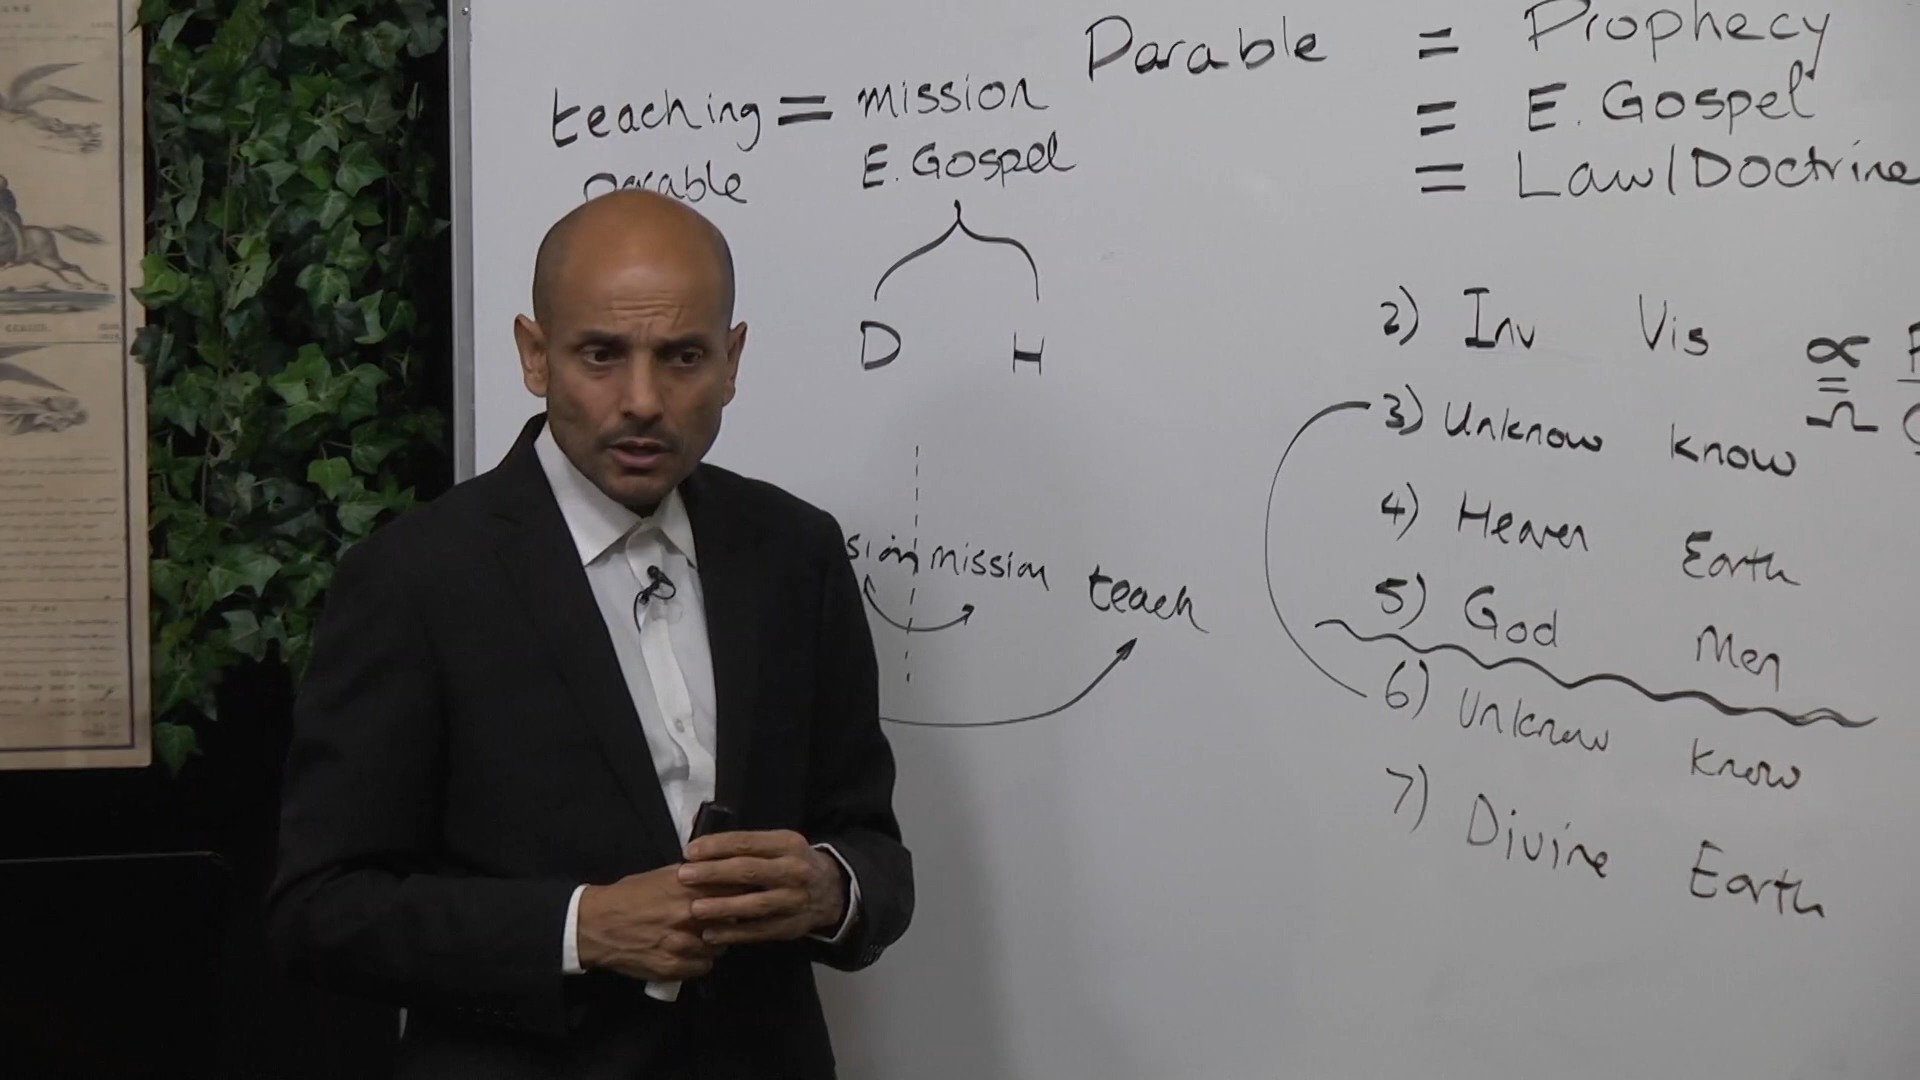 Parable = Prophecy
= E. Gospel
= Law/Doctrine
teaching = mission
parable E. Gospel
D H
mission teach
2) Inv Vis ∝
=
Ω
3) Unknow know
4) Heaven Earth
5) God Men
6) Unknow know
7) Divine Earth